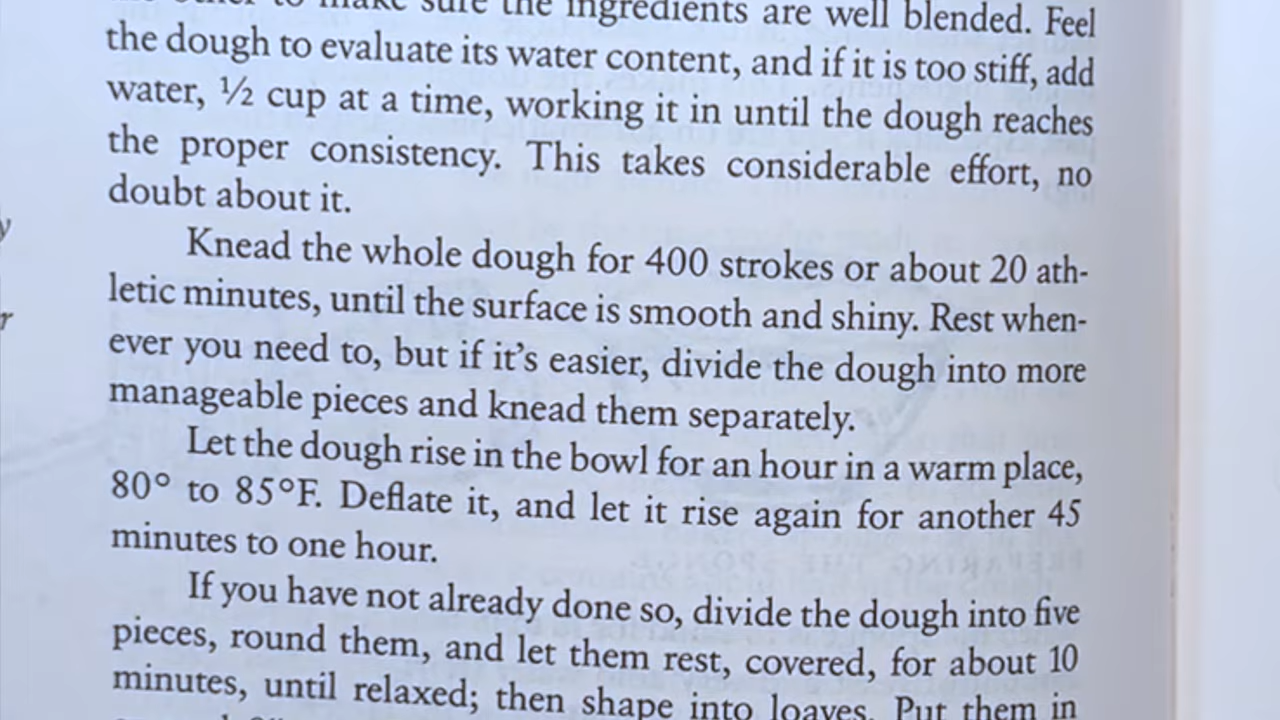 to make sure the ingredients are well blended. Feel
the dough to evaluate its water content, and if it is too stiff, add
water, ½ cup at a time, working it in until the dough reaches
the proper consistency. This takes considerable effort, no
doubt about it.
Knead the whole dough for 400 strokes or about 20 ath-
letic minutes, until the surface is smooth and shiny. Rest when-
ever you need to, but if it's easier, divide the dough into more
manageable pieces and knead them separately.
Let the dough rise in the bowl for an hour in a warm place,
80° to 85°F. Deflate it, and let it rise again for another 45
minutes to one hour.
If you have not already done so, divide the dough into five
pieces, round them, and let them rest, covered, for about 10
minutes, until relaxed; then shape into loaves. Put them in